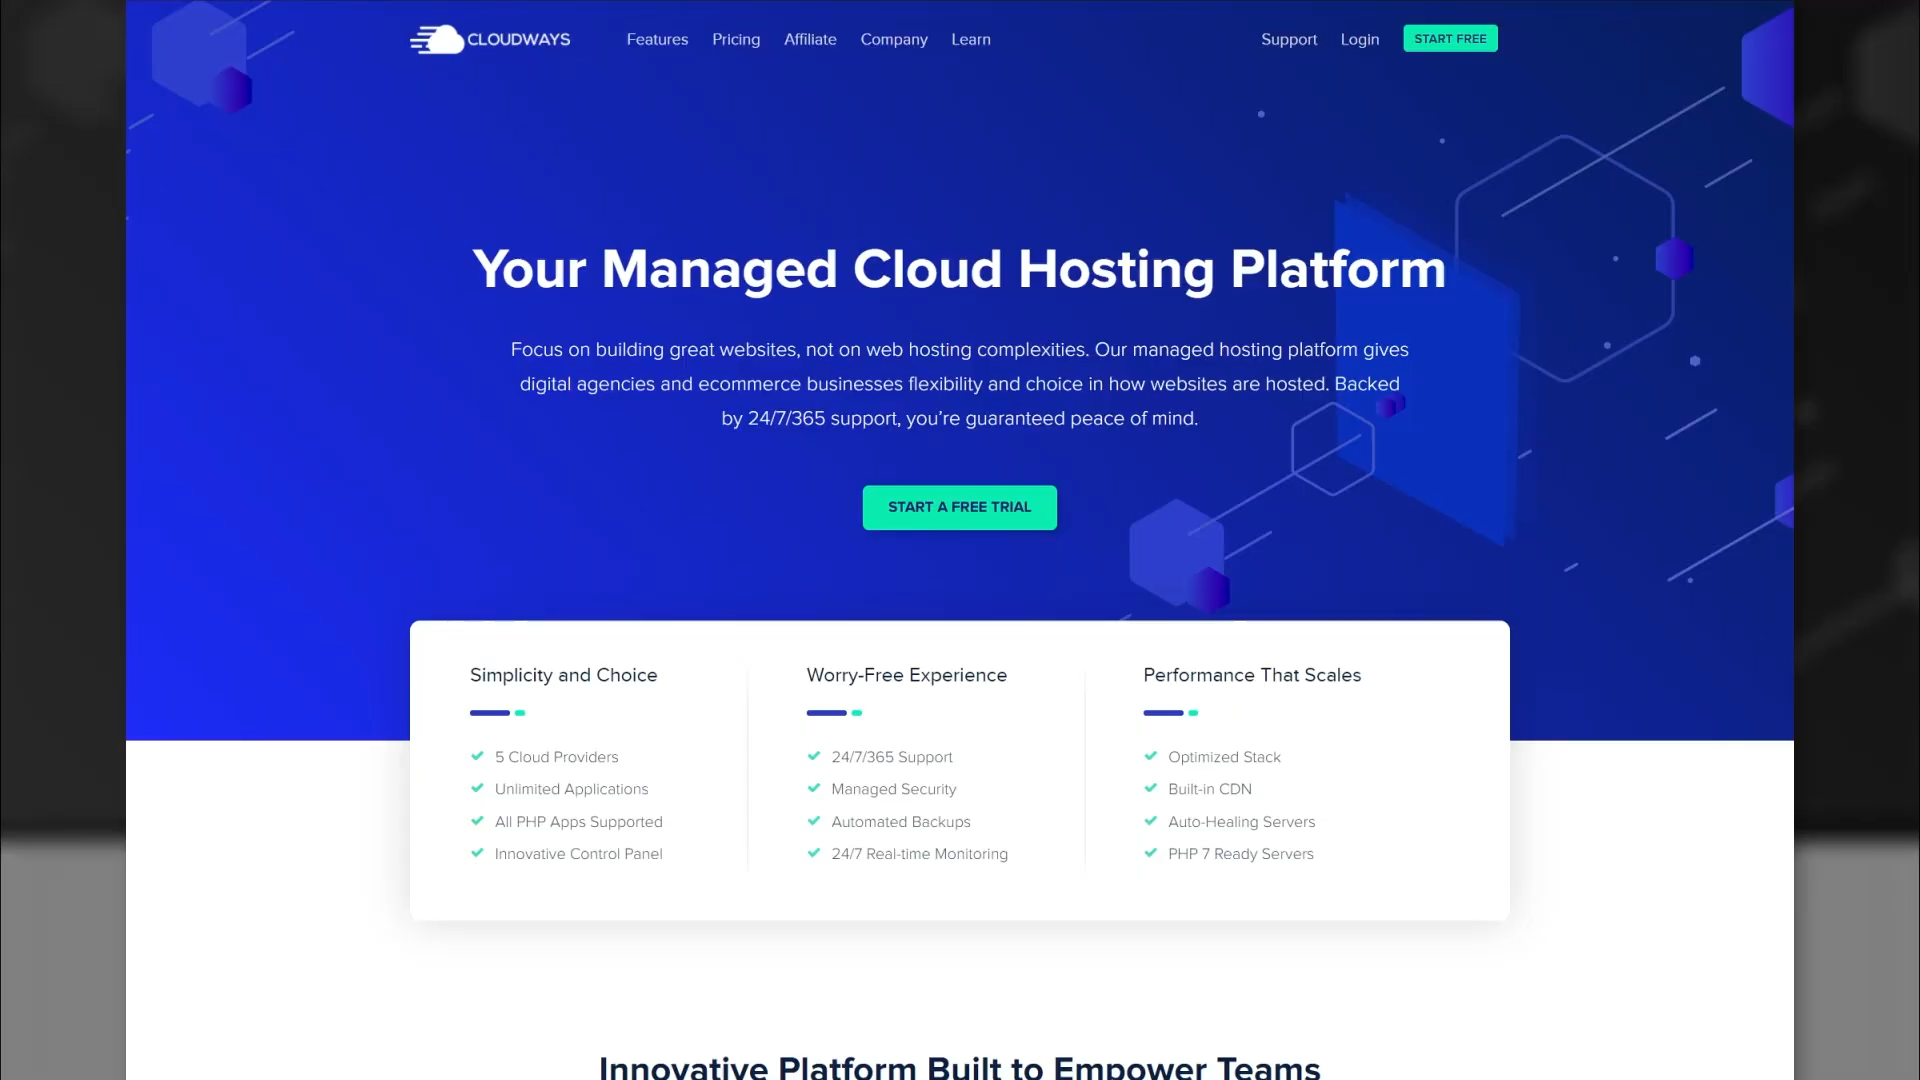 CLOUDWAYS Features Pricing Affiliate Company Learn Support Login START FREE
Your Managed Cloud Hosting Platform
Focus on building great websites, not on web hosting complexities. Our managed hosting platform gives
digital agencies and ecommerce businesses flexibility and choice in how websites are hosted. Backed
by 24/7/365 support, you’re guaranteed peace of mind.
START A FREE TRIAL
Simplicity and Choice
5 Cloud Providers
Unlimited Applications
All PHP Apps Supported
Innovative Control Panel
Worry-Free Experience
24/7/365 Support
Managed Security
Automated Backups
24/7 Real-time Monitoring
Performance That Scales
Optimized Stack
Built-in CDN
Auto-Healing Servers
PHP 7 Ready Servers
Innovative Platform Built to Empower Teams